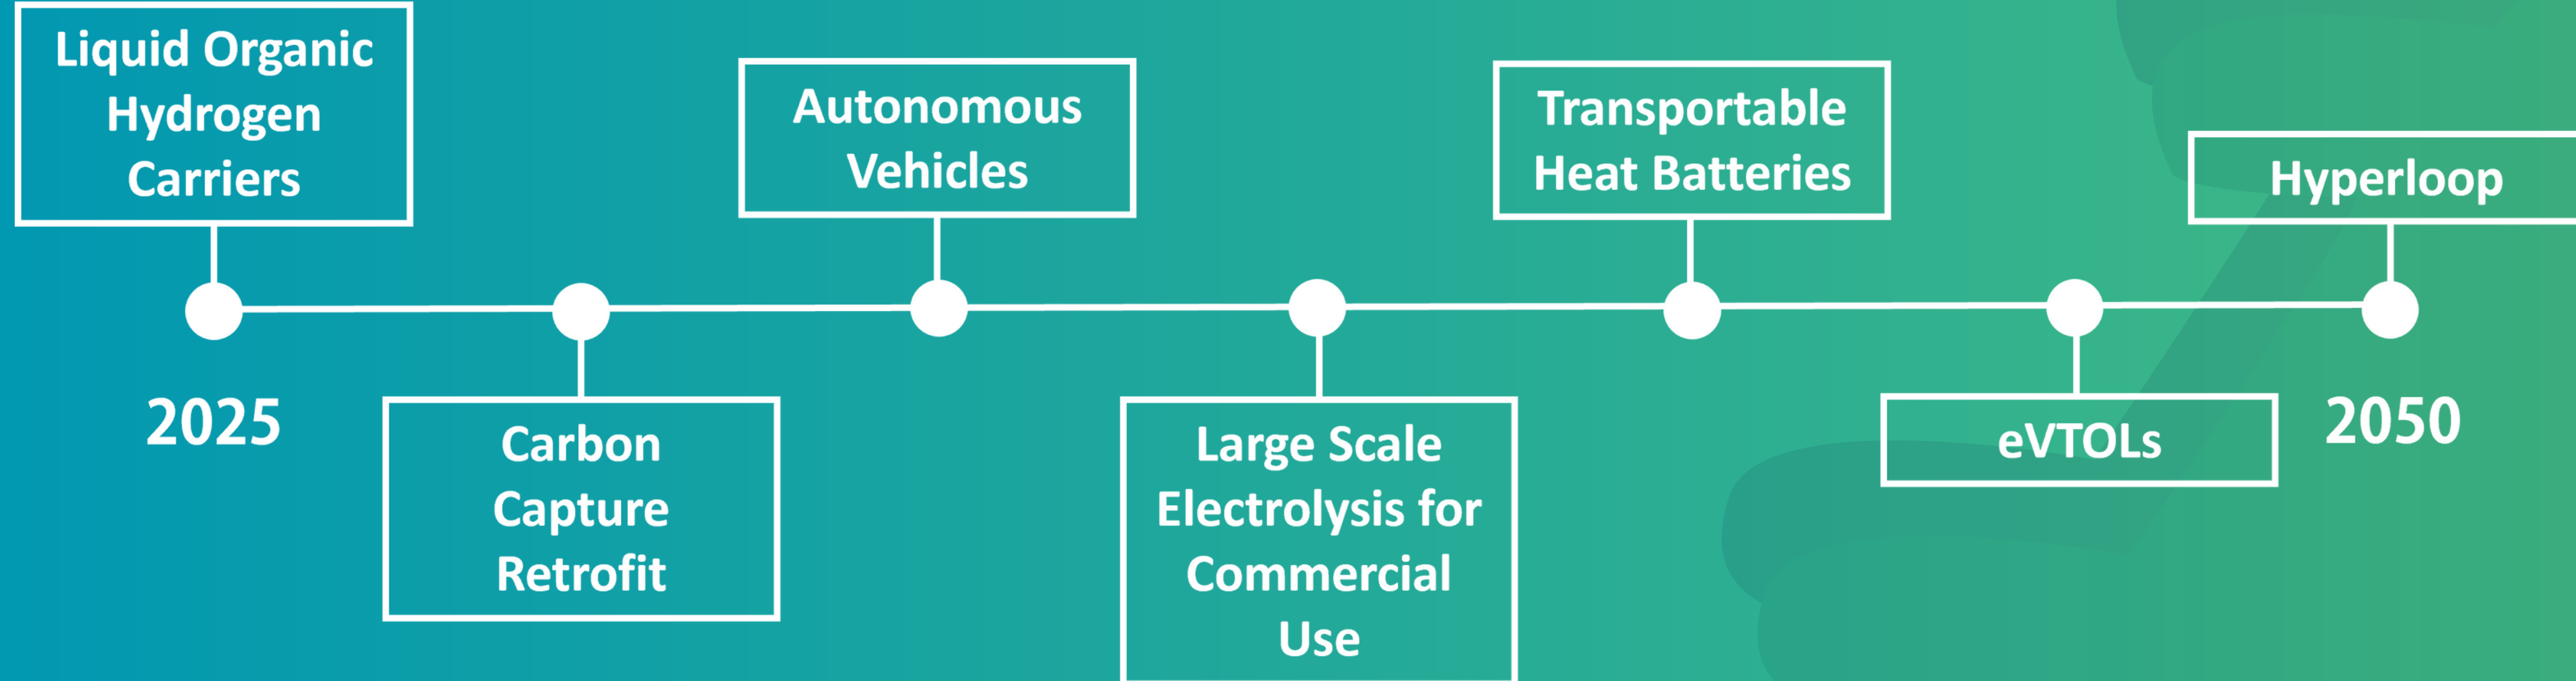 Liquid Organic
Hydrogen
Carriers
2025
Carbon
Capture
Retrofit
Autonomous
Vehicles
Large Scale
Electrolysis for
Commercial
Use
Transportable
Heat Batteries
eVTOLs
Hyperloop
2050